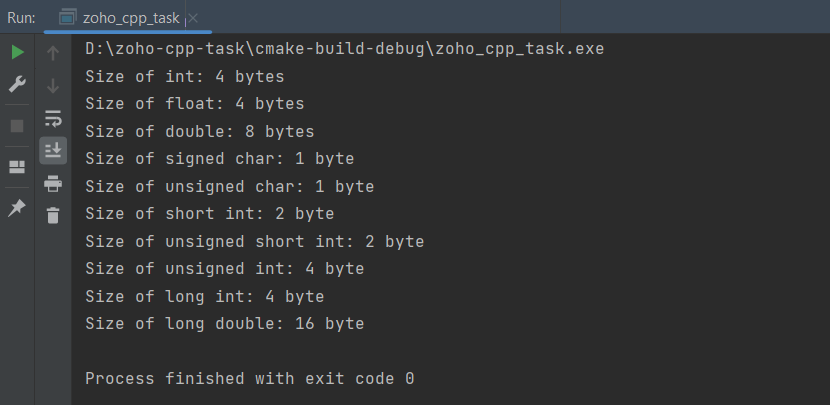 Run: zoho_cpp_task
D:\zoho-cpp-task\cmake-build-debug\zoho_cpp_task.exe
Size of int: 4 bytes
Size of float: 4 bytes
Size of double: 8 bytes
Size of signed char: 1 byte
Size of unsigned char: 1 byte
Size of short int: 2 byte
Size of unsigned short int: 2 byte
Size of unsigned int: 4 byte
Size of long int: 4 byte
Size of long double: 16 byte
Process finished with exit code 0